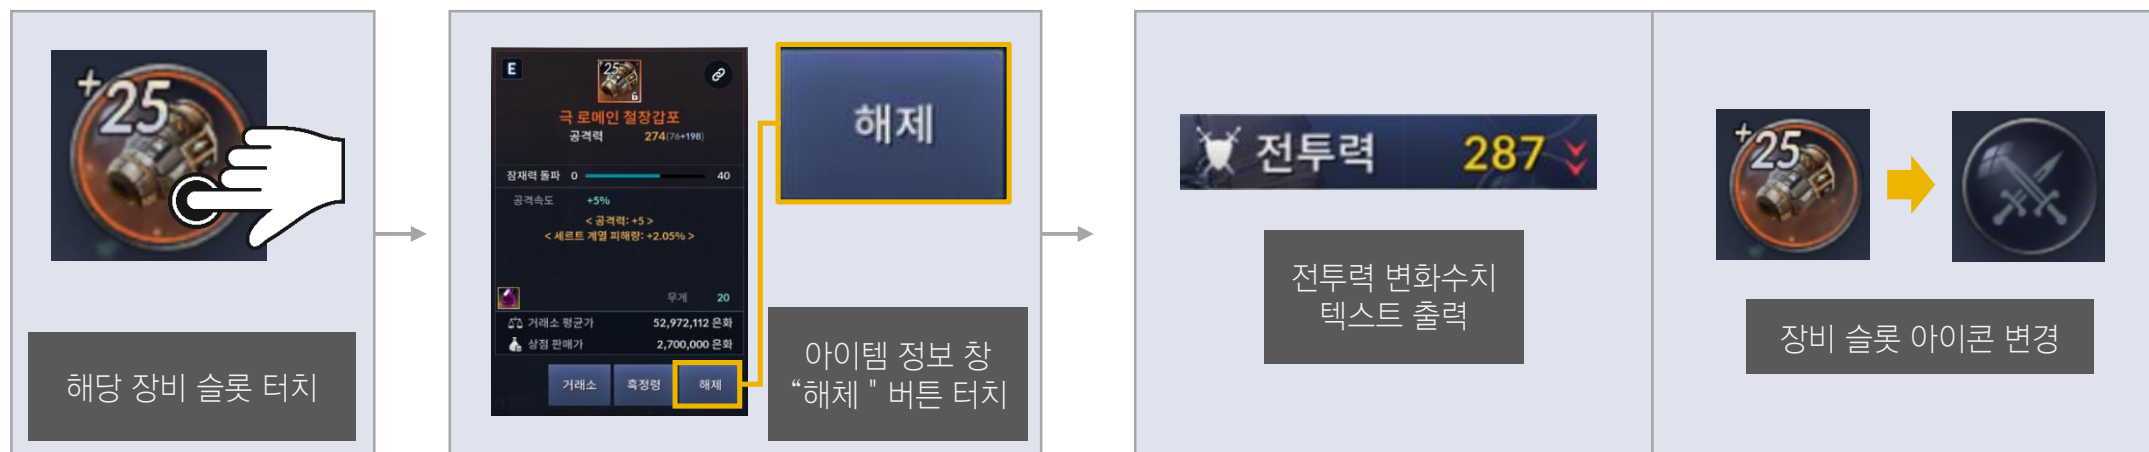 +25
해당 장비 슬롯 터치
E
+25
극 로메인 철장갑포
공격력 274(76+198)
잠재력 돌파 0 40
공격속도 +5%
< 공격력: +5 >
< 세르트 계열 피해량: +2.05% >
무게 20
거래소 평균가 52,972,112 은화
상점 판매가 2,700,000 은화
거래소 흑정령 해제
해제
아이템 정보 창
“해체 " 버튼 터치
전투력 287
전투력 변화수치
텍스트 출력
+25
장비 슬롯 아이콘 변경